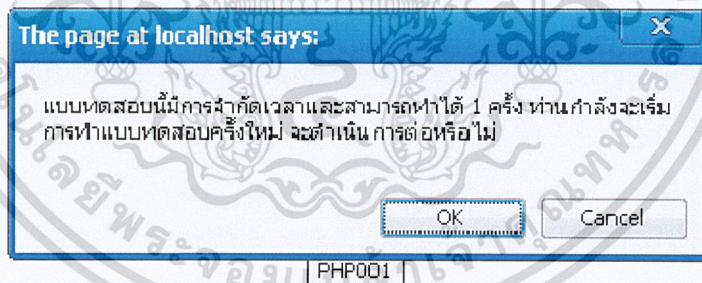 The page at localhost says:
แบบทดสอบนี้มีการจำกัดเวลาและสามารถทำได้ 1 ครั้ง ท่านกำลังจะเริ่ม
การทำแบบทดสอบครั้งใหม่ จะดำเนินการต่อหรือไม่
OK
Cancel
PHP001